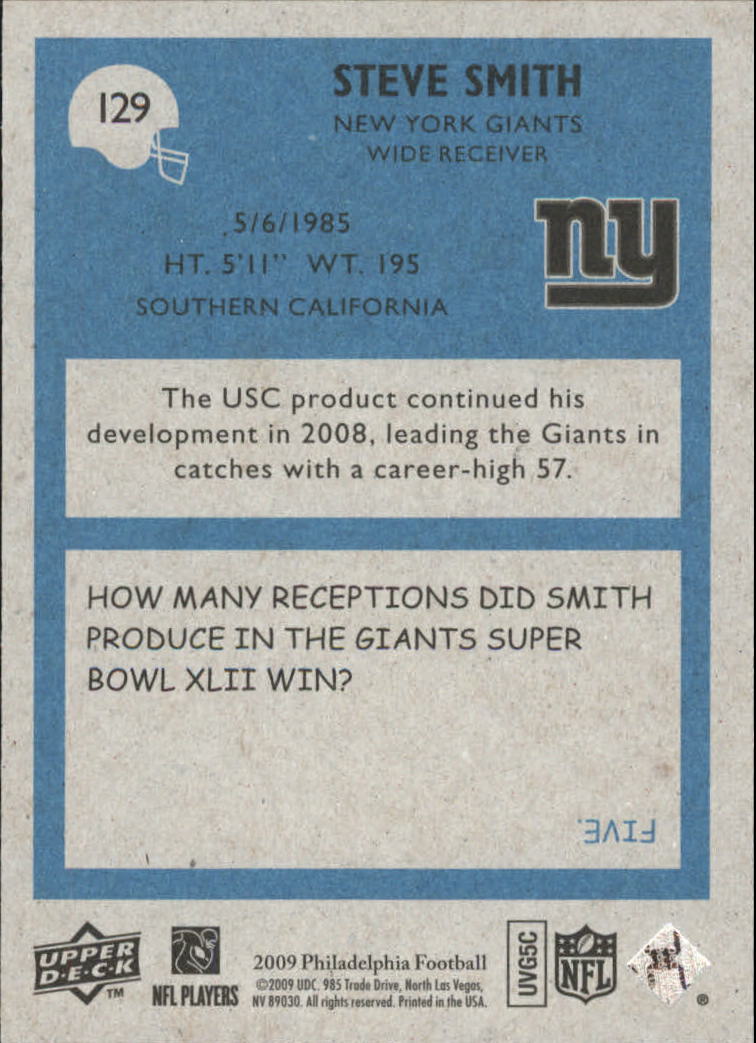 129
STEVE SMITH
NEW YORK GIANTS
WIDE RECEIVER
5/6/1985
HT. 5'11" WT. 195
SOUTHERN CALIFORNIA
ny
The USC product continued his
development in 2008, leading the Giants in
catches with a career-high 57.
HOW MANY RECEPTIONS DID SMITH
PRODUCE IN THE GIANTS SUPER
BOWL XLII WIN?
FIVE.
UPPER
D·E·C·K
TM
NFL PLAYERS
2009 Philadelphia Football
©2009 UDC. 985 Trade Drive, North Las Vegas,
NV 89030. All rights reserved. Printed in the USA.
UVG5C
NFL
®